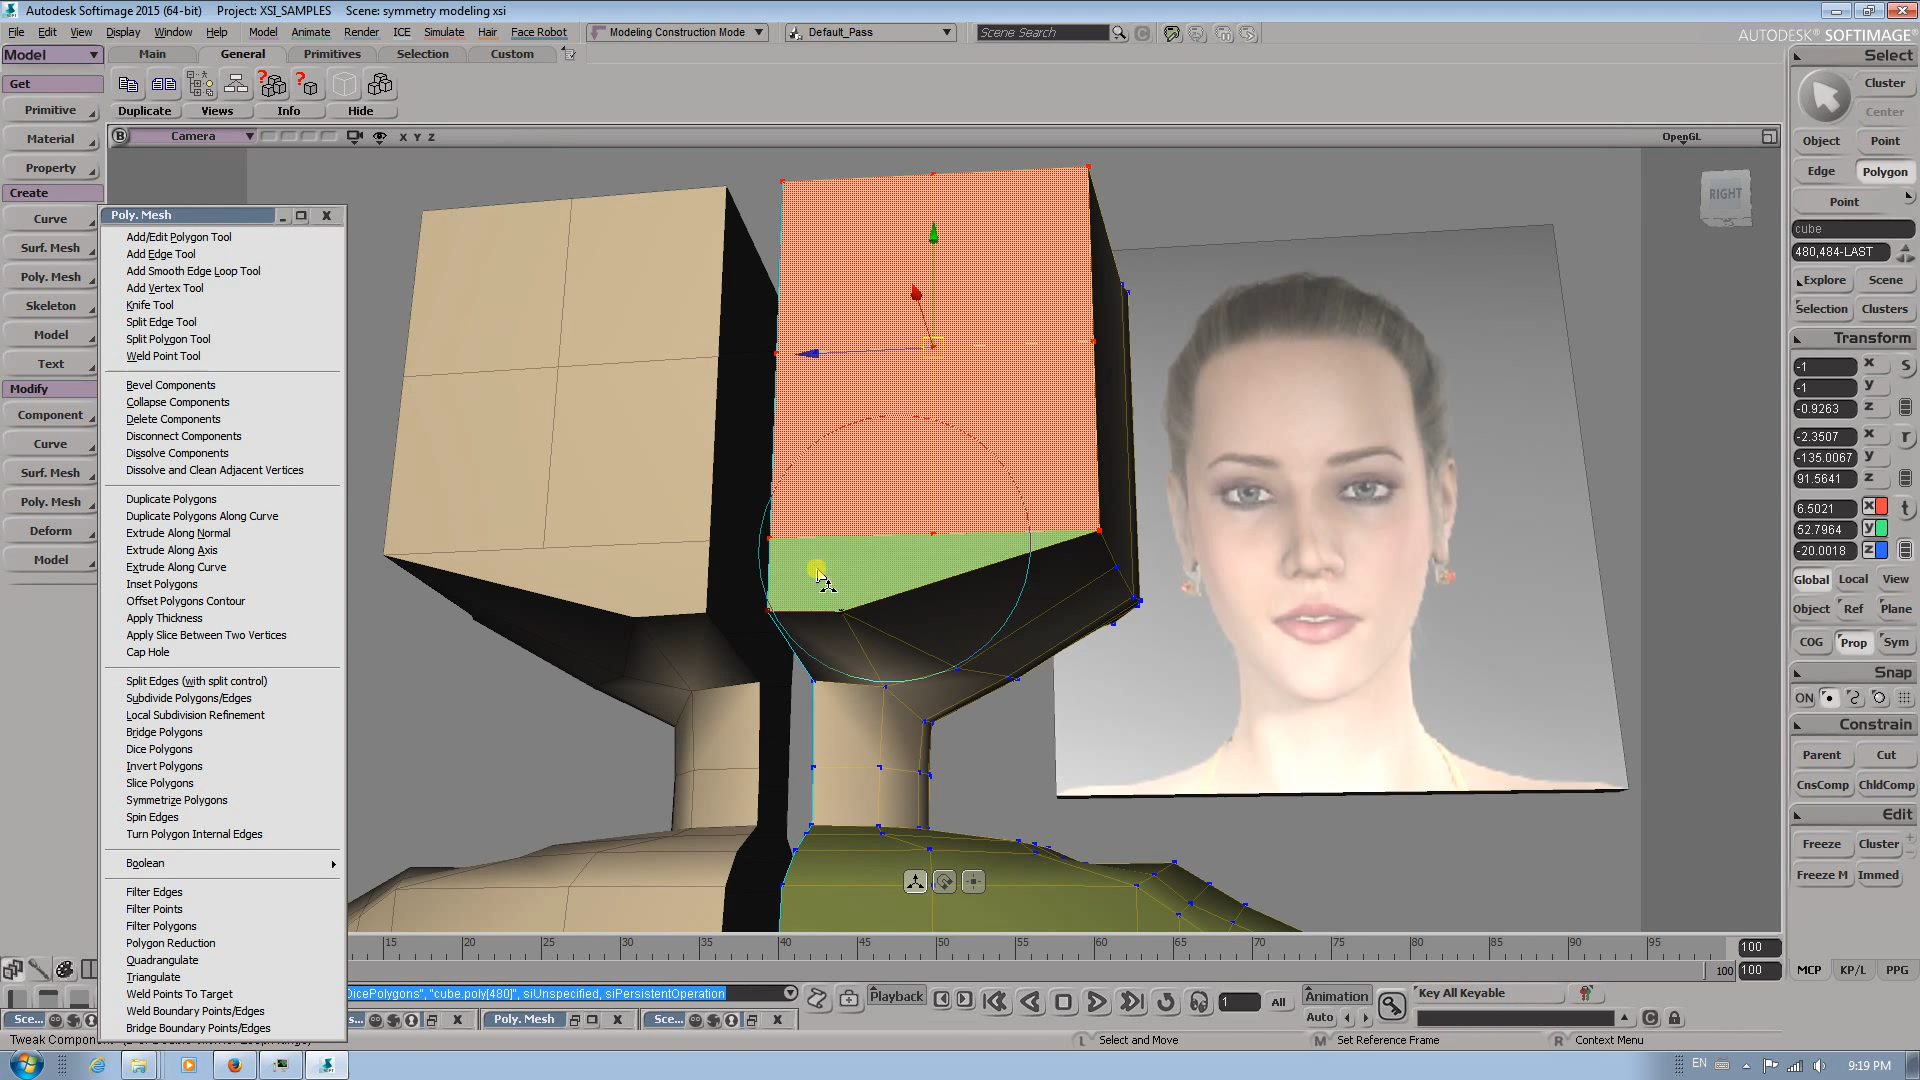 Autodesk Softimage 2015 (64-bit) Project: XSI_SAMPLES Scene: symmetry modeling xsi
File Edit View Display Window Help Model Animate Render ICE Simulate Hair Face Robot Modeling Construction Mode Default_Pass Scene Search AUTODESK® SOFTIMAGE®
Model Main General Primitives Selection Custom
Get
Duplicate Views Info Hide
Primitive
Material
Property
Create
Curve
Surf. Mesh
Poly. Mesh
Skeleton
Model
Text
Modify
Component
Curve
Surf. Mesh
Poly. Mesh
Deform
Model
B Camera X Y Z OpenGL
RIGHT
Poly. Mesh
Add/Edit Polygon Tool
Add Edge Tool
Add Smooth Edge Loop Tool
Add Vertex Tool
Knife Tool
Split Edge Tool
Split Polygon Tool
Weld Point Tool
Bevel Components
Collapse Components
Delete Components
Disconnect Components
Dissolve Components
Dissolve and Clean Adjacent Vertices
Duplicate Polygons
Duplicate Polygons Along Curve
Extrude Along Normal
Extrude Along Axis
Extrude Along Curve
Inset Polygons
Offset Polygons Contour
Apply Thickness
Apply Slice Between Two Vertices
Cap Hole
Split Edges (with split control)
Subdivide Polygons/Edges
Local Subdivision Refinement
Bridge Polygons
Dice Polygons
Invert Polygons
Slice Polygons
Symmetrize Polygons
Spin Edges
Turn Polygon Internal Edges
Boolean
Filter Edges
Filter Points
Filter Polygons
Polygon Reduction
Quadrangulate
Triangulate
Weld Points To Target
Weld Boundary Points/Edges
Bridge Boundary Points/Edges
Select
Cluster
Center
Object Point
Edge Polygon
Point
cube
480,484-LAST
Explore Scene
Selection Clusters
Transform
-1 x s
-1 y
-0.9263 z
-2.3507 x r
-135.0067 y
91.5641 z
6.5021 x t
52.7964 y
-20.0018 z
Global Local View
Object Ref Plane
COG Prop Sym
Snap
ON
Constrain
Parent Cut
CnsComp ChldComp
Edit
Freeze Cluster
Freeze M Immed
MCP KP/L PPG
15 20 25 30 35 40 45 50 55 60 65 70 75 80 85 90 95 100
100 100
DicePolygons", "cube.poly[480]", siUnspecified, siPersistentOperation
Playback 1 All Animation Key All Keyable
Auto
Sce... s... Poly. Mesh Sce...
Tweak Compon
L Select and Move M Set Reference Frame R Context Menu
EN 9:19 PM